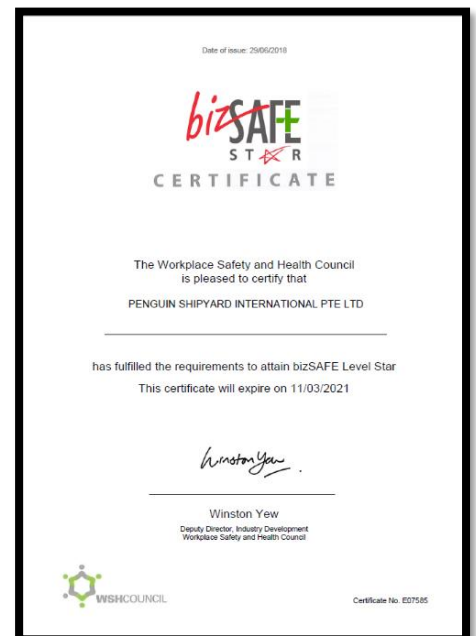 Date of issue: 29/06/2018
bizSAFE
STAR
CERTIFICATE
The Workplace Safety and Health Council
is pleased to certify that
PENGUIN SHIPYARD INTERNATIONAL PTE LTD
has fulfilled the requirements to attain bizSAFE Level Star
This certificate will expire on 11/03/2021
Winston Yew
Winston Yew
Deputy Director, Industry Development
Workplace Safety and Health Council
WSHCOUNCIL
Certificate No. E07585